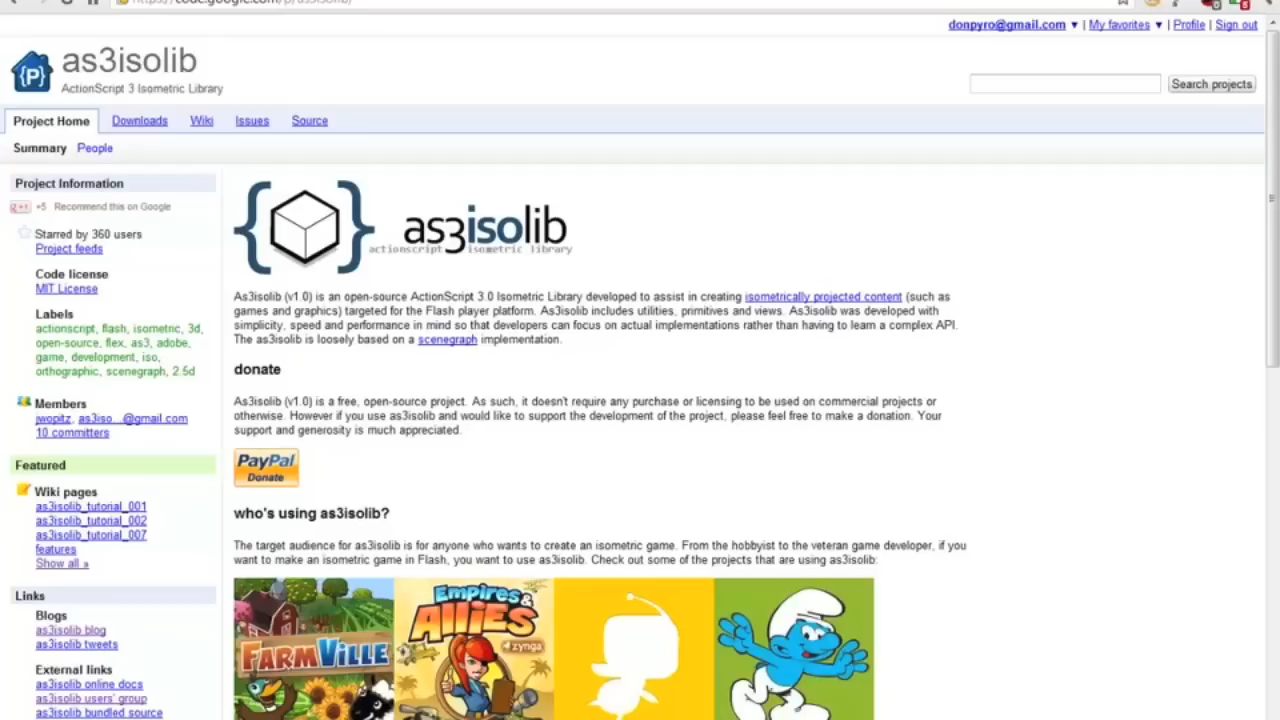 https://code.google.com/p/as3isolib/
donpyro@gmail.com ▼ | My favorites ▼ | Profile | Sign out
as3isolib
ActionScript 3 Isometric Library
Search projects
Project Home Downloads Wiki Issues Source
Summary People
Project Information
+5 Recommend this on Google
Starred by 360 users
Project feeds
Code license
MIT License
Labels
actionscript, flash, isometric, 3d,
open-source, flex, as3, adobe,
game, development, iso,
orthographic, scenegraph, 2.5d
Members
jwopitz, as3iso...@gmail.com
10 committers
Featured
Wiki pages
as3isolib_tutorial_001
as3isolib_tutorial_002
as3isolib_tutorial_007
features
Show all »
Links
Blogs
as3isolib blog
as3isolib tweets
External links
as3isolib online docs
as3isolib users' group
as3isolib bundled source
as3isolib
actionscript isometric library
As3isolib (v1.0) is an open-source ActionScript 3.0 Isometric Library developed to assist in creating isometrically projected content (such as
games and graphics) targeted for the Flash player platform. As3isolib includes utilities, primitives and views. As3isolib was developed with
simplicity, speed and performance in mind so that developers can focus on actual implementations rather than having to learn a complex API.
The as3isolib is loosely based on a scenegraph implementation.
donate
As3isolib (v1.0) is a free, open-source project. As such, it doesn't require any purchase or licensing to be used on commercial projects or
otherwise. However if you use as3isolib and would like to support the development of the project, please feel free to make a donation. Your
support and generosity is much appreciated.
PayPal
Donate
who's using as3isolib?
The target audience for as3isolib is for anyone who wants to create an isometric game. From the hobbyist to the veteran game developer, if you
want to make an isometric game in Flash, you want to use as3isolib. Check out some of the projects that are using as3isolib:
FARMVILLE
Empires &
ALLIES
zynga